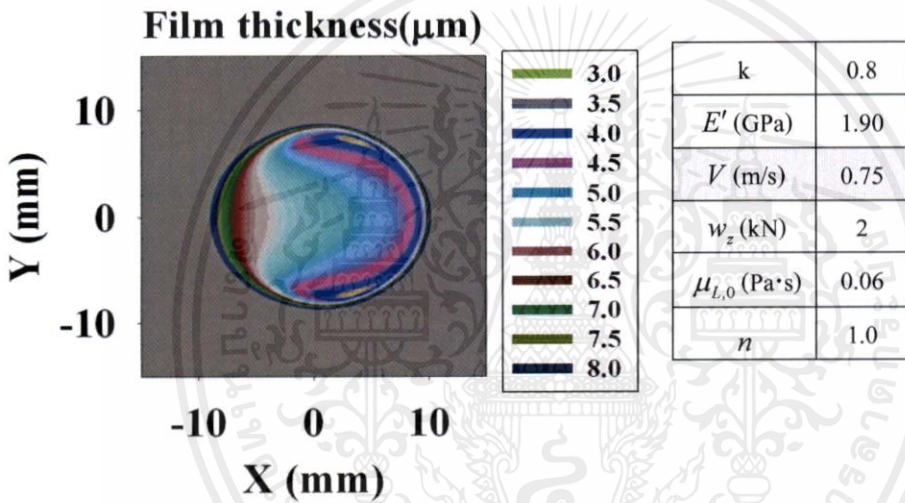 Film thickness(μm)
10
0
-10
Y (mm)
-10 0 10
X (mm)
3.0
3.5
4.0
4.5
5.0
5.5
6.0
6.5
7.0
7.5
8.0
k 0.8
E' (GPa) 1.90
V (m/s) 0.75
w_z (kN) 2
μ_L,0 (Pa·s) 0.06
n 1.0